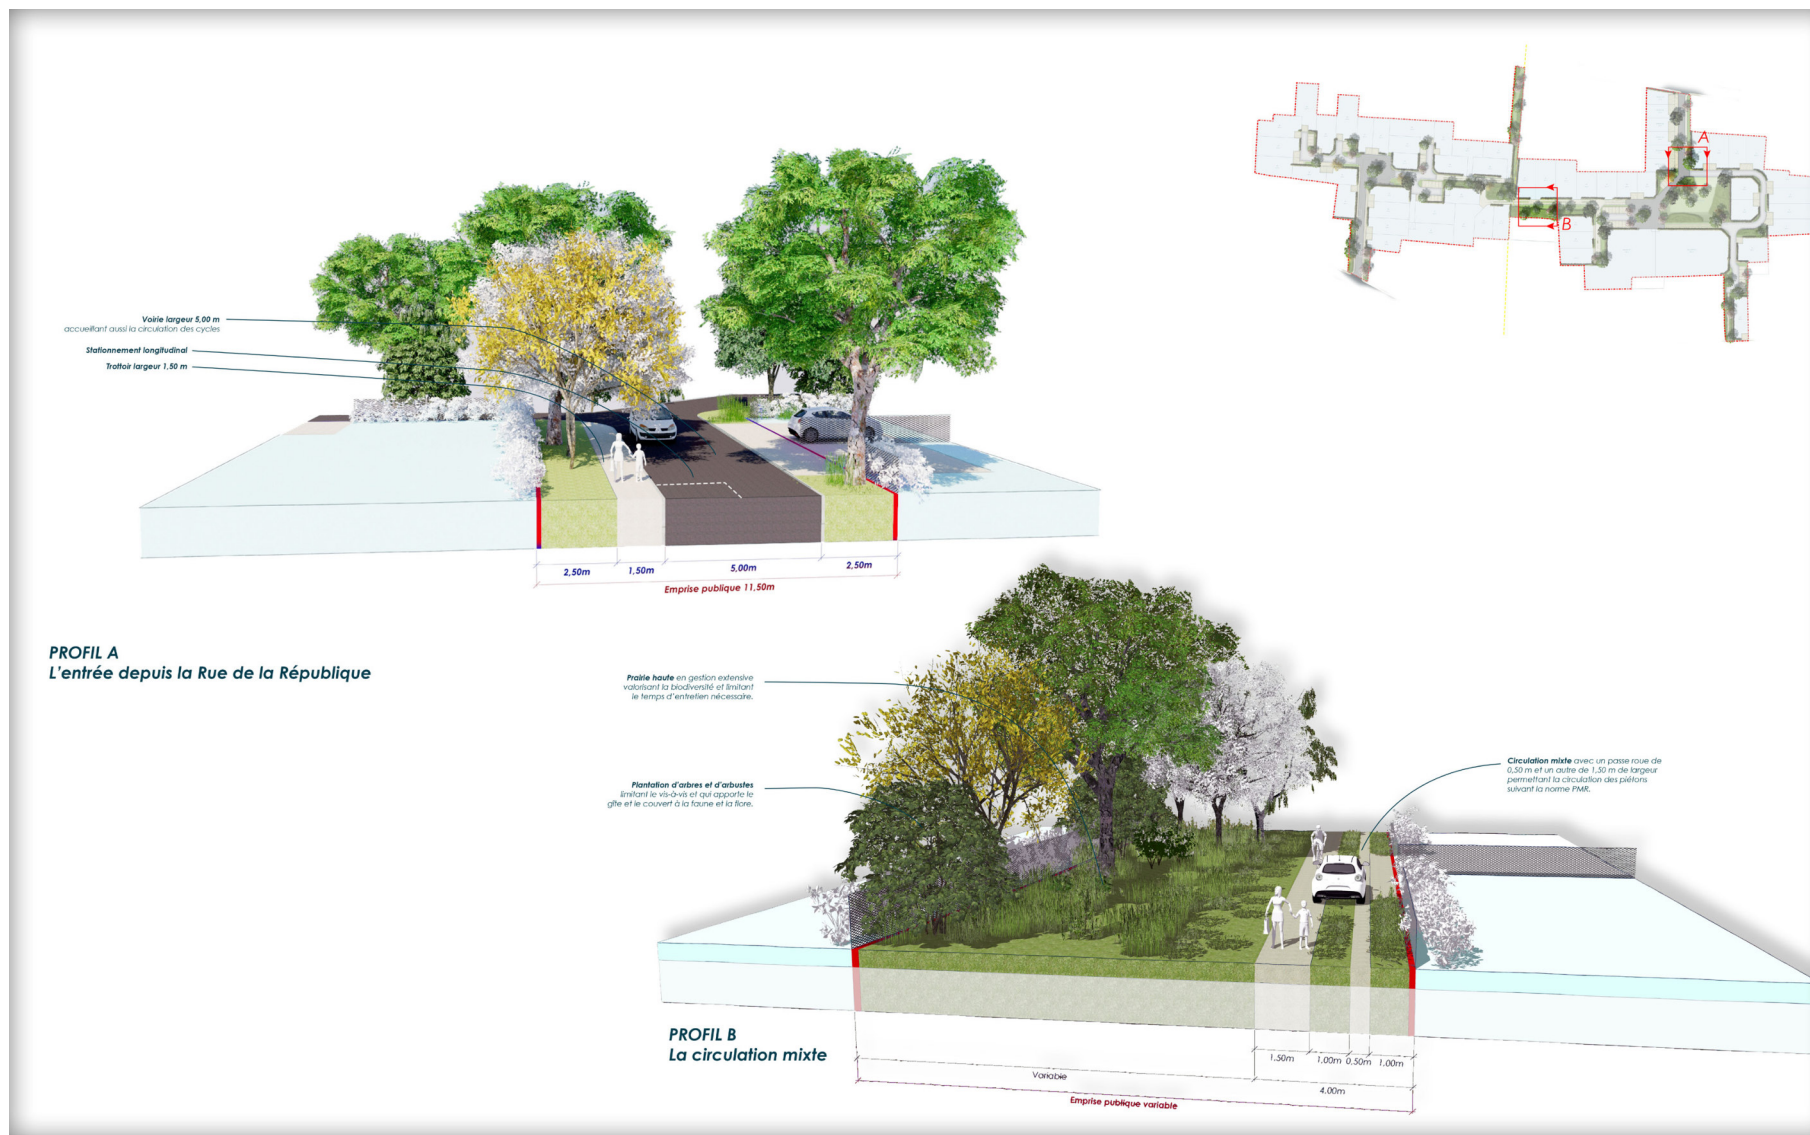 A
B
Voirie largeur 5,00 m
accueillant aussi la circulation des cycles
Stationnement longitudinal
Trottoir largeur 1,50 m
2,50m
1,50m
5,00m
2,50m
Emprise publique 11,50m
PROFIL A
L'entrée depuis la Rue de la République
Prairie haute en gestion extensive
valorisant la biodiversité et limitant
le temps d'entretien nécessaire.
Plantation d'arbres et d'arbustes
limitant le vis-à-vis et qui apporte le
gîte et le couvert à la faune et la flore.
Circulation mixte avec un passe roue de
0,50 m et un autre de 1,50 m de largeur
permettant la circulation des piétons
suivant la norme PMR.
PROFIL B
La circulation mixte
1,50m
1,00m
0,50m
1,00m
Variable
4,00m
Emprise publique variable